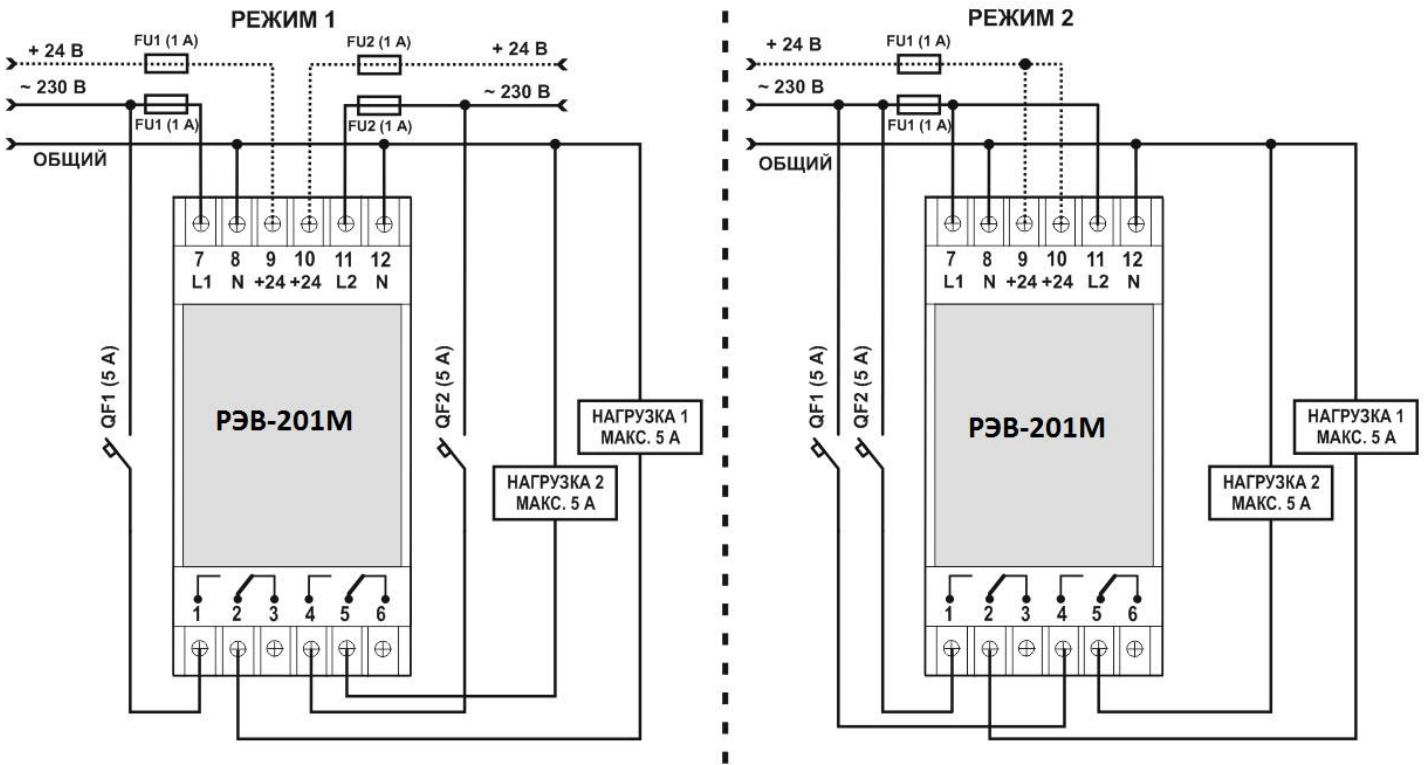 РЕЖИМ 1
+ 24 В
FU1 (1 А)
FU2 (1 А)
+ 24 В
~ 230 В
~ 230 В
FU1 (1 А)
FU2 (1 А)
ОБЩИЙ
7 8 9 10 11 12
L1 N +24 +24 L2 N
QF1 (5 А)
РЭВ-201М
QF2 (5 А)
НАГРУЗКА 1
МАКС. 5 А
НАГРУЗКА 2
МАКС. 5 А
1 2 3 4 5 6
РЕЖИМ 2
+ 24 В
FU1 (1 А)
~ 230 В
FU1 (1 А)
ОБЩИЙ
7 8 9 10 11 12
L1 N +24 +24 L2 N
QF1 (5 А)
QF2 (5 А)
РЭВ-201М
НАГРУЗКА 1
МАКС. 5 А
НАГРУЗКА 2
МАКС. 5 А
1 2 3 4 5 6